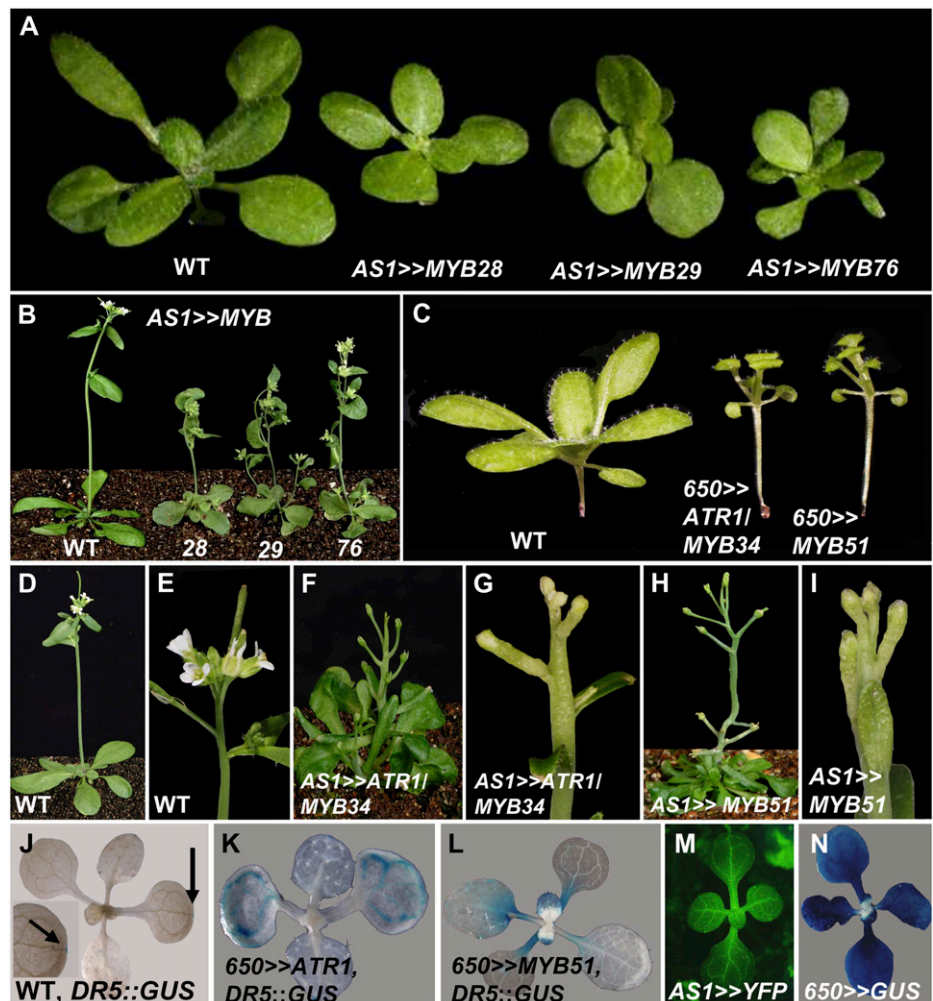 A
WT
AS1>>MYB28
AS1>>MYB29
AS1>>MYB76
B
AS1>>MYB
WT
28
29
76
C
WT
650>>
ATR1/
MYB34
650>>
MYB51
D
WT
E
WT
F
AS1>>ATR1/
MYB34
G
AS1>>ATR1/
MYB34
H
AS1>> MYB51
I
AS1>>
MYB51
J
WT, DR5::GUS
K
650>>ATR1,
DR5::GUS
L
650>>MYB51,
DR5::GUS
M
AS1>>YFP
N
650>>GUS